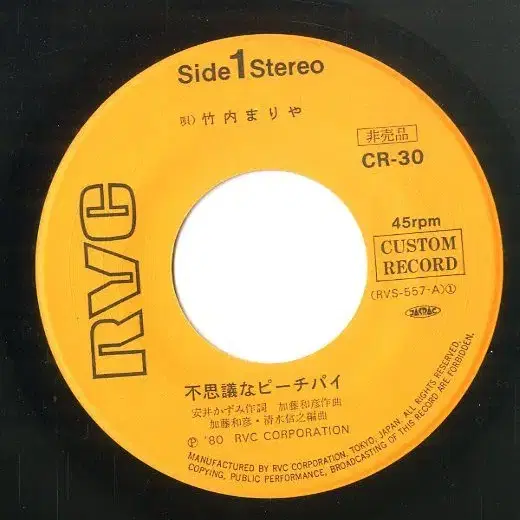 Side 1 Stereo
唄) 竹内まりや
非売品
CR-30
RVC
45rpm
CUSTOM
RECORD
(RVS-557-A)①
JASRAC
不思議なピーチパイ
安井かずみ作詞 加藤和彦作曲
加藤和彦・清水信之編曲
Ⓟ '80 RVC CORPORATION
MANUFACTURED BY RVC CORPORATION, TOKYO, JAPAN. ALL RIGHTS RESERVED.
COPYING, PUBLIC PERFORMANCE, BROADCASTING OF THIS RECORD ARE FORBIDDEN.